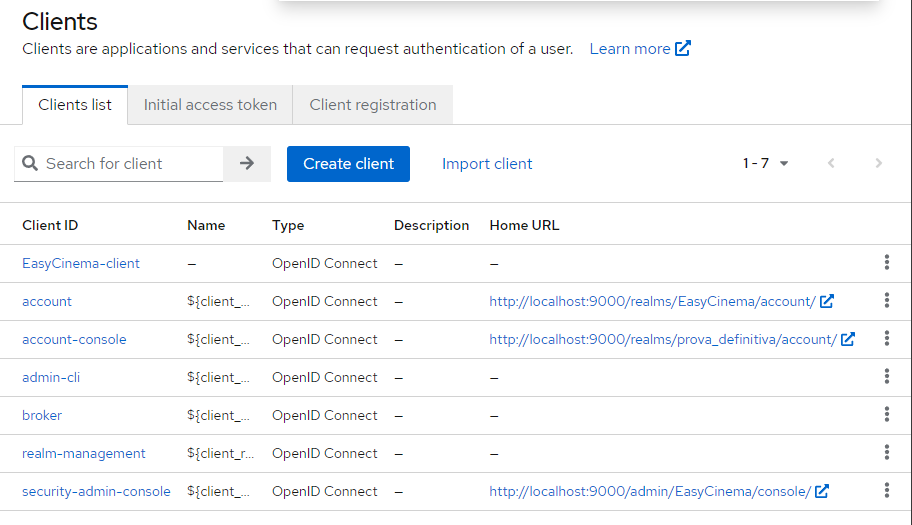 Clients
Clients are applications and services that can request authentication of a user. Learn more
Clients list Initial access token Client registration
Search for client Create client Import client 1 - 7
Client ID Name Type Description Home URL
EasyCinema-client – OpenID Connect – –
account ${client_... OpenID Connect – http://localhost:9000/realms/EasyCinema/account/
account-console ${client_... OpenID Connect – http://localhost:9000/realms/prova_definitiva/account/
admin-cli ${client_... OpenID Connect – –
broker ${client_... OpenID Connect – –
realm-management ${client_r... OpenID Connect – –
security-admin-console ${client_... OpenID Connect – http://localhost:9000/admin/EasyCinema/console/